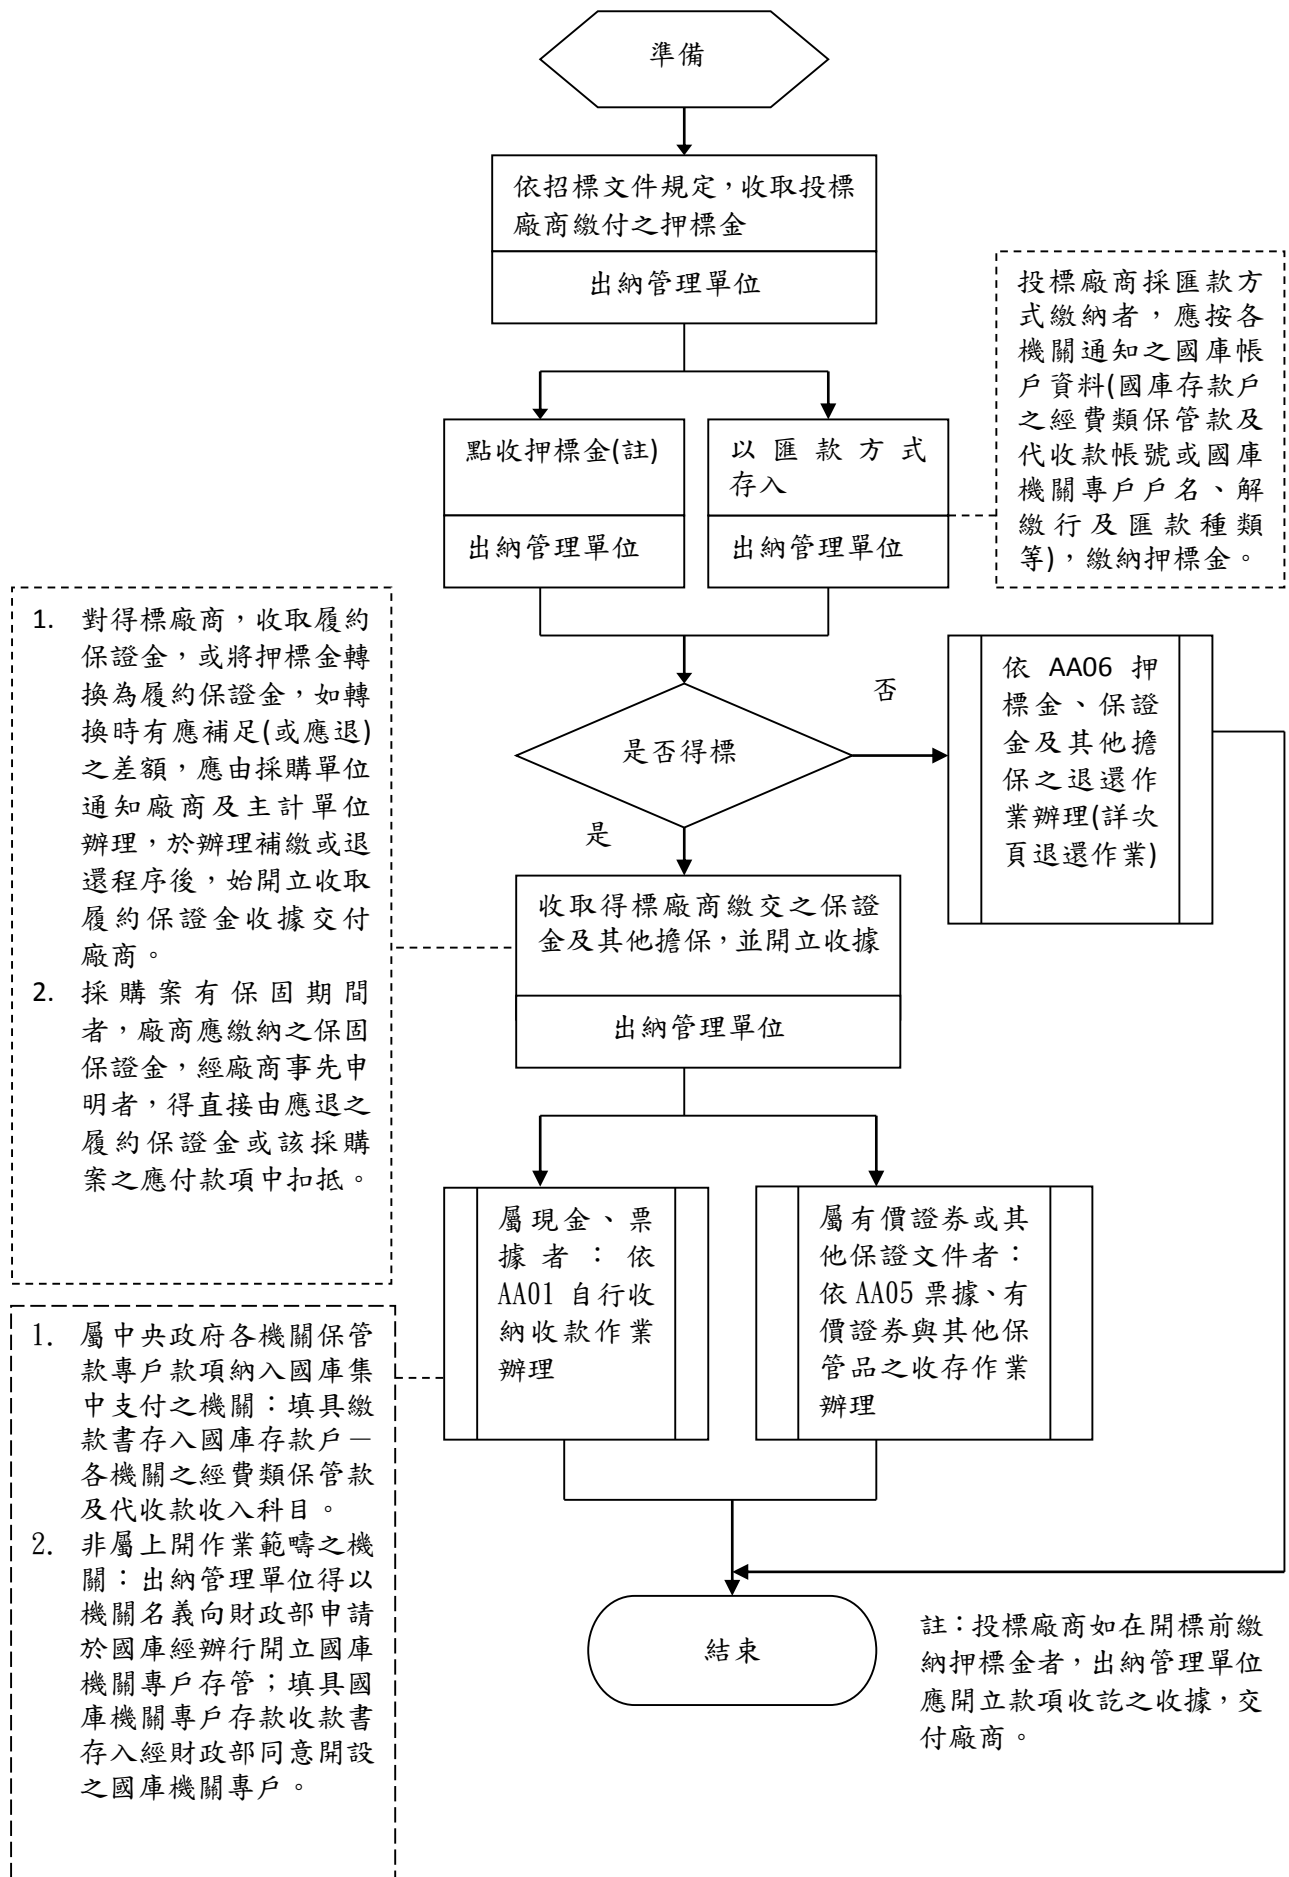 準備
依招標文件規定，收取投標
廠商繳付之押標金
出納管理單位
投標廠商採匯款方
式繳納者，應按各
機關通知之國庫帳
戶資料(國庫存款戶
之經費類保管款及
代收款帳號或國庫
機關專戶戶名、解
繳行及匯款種類
等)，繳納押標金。
點收押標金(註)
出納管理單位
以匯款方式
存入
出納管理單位
1. 對得標廠商，收取履約
保證金，或將押標金轉
換為履約保證金，如轉
換時有應補足(或應退)
之差額，應由採購單位
通知廠商及主計單位
辦理，於辦理補繳或退
還程序後，始開立收取
履約保證金收據交付
廠商。
2. 採購案有保固期間
者，廠商應繳納之保固
保證金，經廠商事先申
明者，得直接由應退之
履約保證金或該採購
案之應付款項中扣抵。
是否得標
否
依 AA06 押
標金、保證
金及其他擔
保之退還作
業辦理(詳次
頁退還作業)
是
收取得標廠商繳交之保證
金及其他擔保，並開立收據
出納管理單位
屬現金、票
據者：依
AA01 自行收
納收款作業
辦理
屬有價證券或其
他保證文件者：
依 AA05 票據、有
價證券與其他保
管品之收存作業
辦理
1. 屬中央政府各機關保管
款專戶款項納入國庫集
中支付之機關：填具繳
款書存入國庫存款戶－
各機關之經費類保管款
及代收款收入科目。
2. 非屬上開作業範疇之機
關：出納管理單位得以
機關名義向財政部申請
於國庫經辦行開立國庫
機關專戶存管；填具國
庫機關專戶存款收款書
存入經財政部同意開設
之國庫機關專戶。
結束
註：投標廠商如在開標前繳
納押標金者，出納管理單位
應開立款項收訖之收據，交
付廠商。